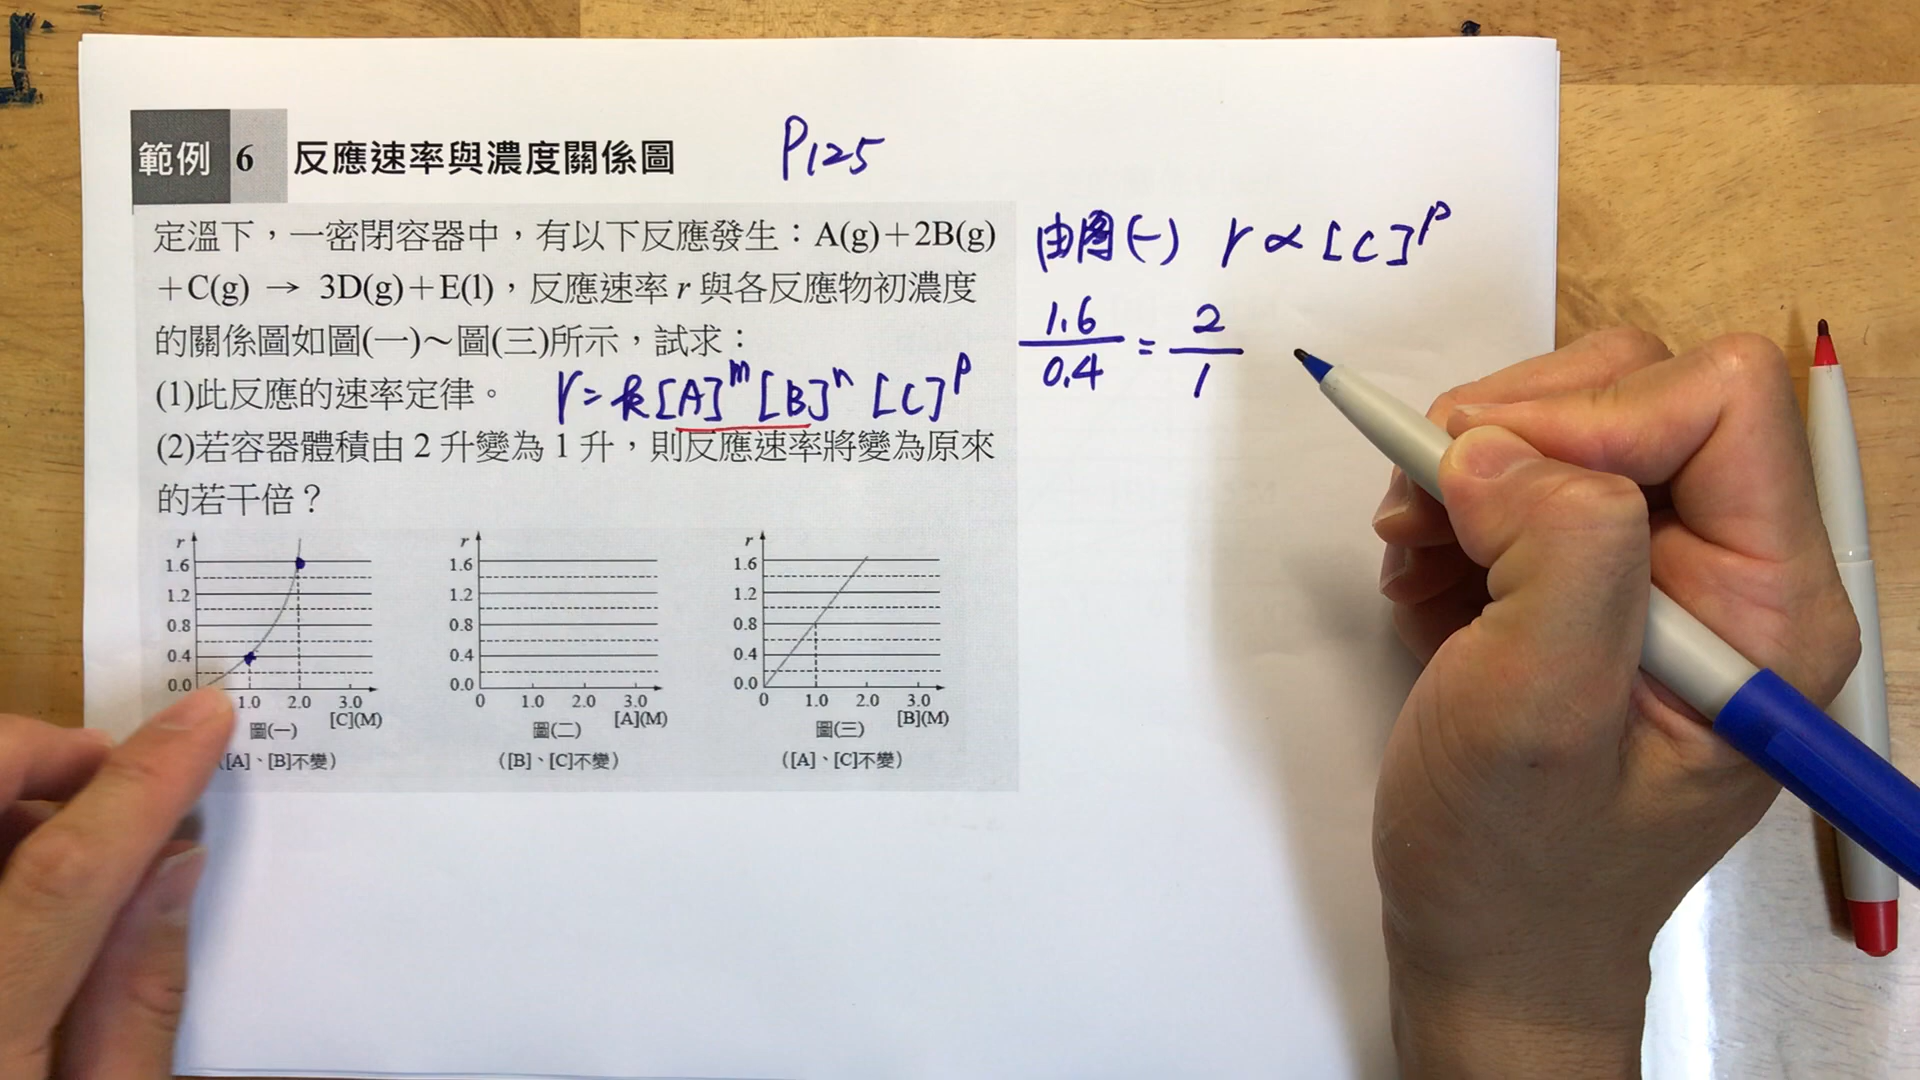 範例 6 反應速率與濃度關係圖 P125
定溫下，一密閉容器中，有以下反應發生：A(g)＋2B(g)
＋C(g) → 3D(g)＋E(l)，反應速率 r 與各反應物初濃度
的關係圖如圖(一)～圖(三)所示，試求：
(1)此反應的速率定律。 r=k[A]^m[B]^n[C]^p
(2)若容器體積由 2 升變為 1 升，則反應速率將變為原來
的若干倍？
r
1.6
1.2
0.8
0.4
0.0
1.0 2.0 3.0
[C](M)
圖(一)
([A]、[B]不變)
r
1.6
1.2
0.8
0.4
0.0
0 1.0 2.0 3.0
[A](M)
圖(二)
([B]、[C]不變)
r
1.6
1.2
0.8
0.4
0.0
0 1.0 2.0 3.0
[B](M)
圖(三)
([A]、[C]不變)
由图(一) r∝[C]^p
1.6/0.4 = 2/1